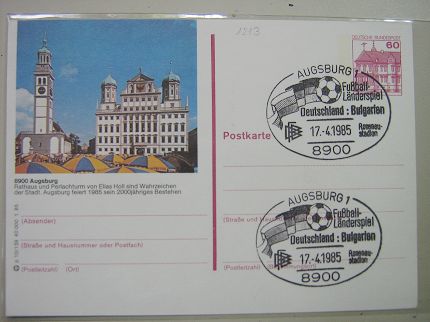 1213
DEUTSCHE BUNDESPOST
60
AUGSBURG 1
Fußball-
Länderspiel
Deutschland : Bulgarien
17.-4.1985
Rosenau-
stadion
8900
Postkarte
8900 Augsburg
Rathaus und Perlachturm von Elias Holl sind Wahrzeichen
der Stadt. Augsburg feiert 1985 sein 2000jähriges Bestehen
(Absender)
(Straße und Hausnummer oder Postfach)
(Postleitzahl) (Ort)
(Straße und Hausnummer
(Postleitzahl)
AUGSBURG 1
Fußball-
Länderspiel
Deutschland : Bulgarien
17.-4.1985
Rosenau-
stadion
8900